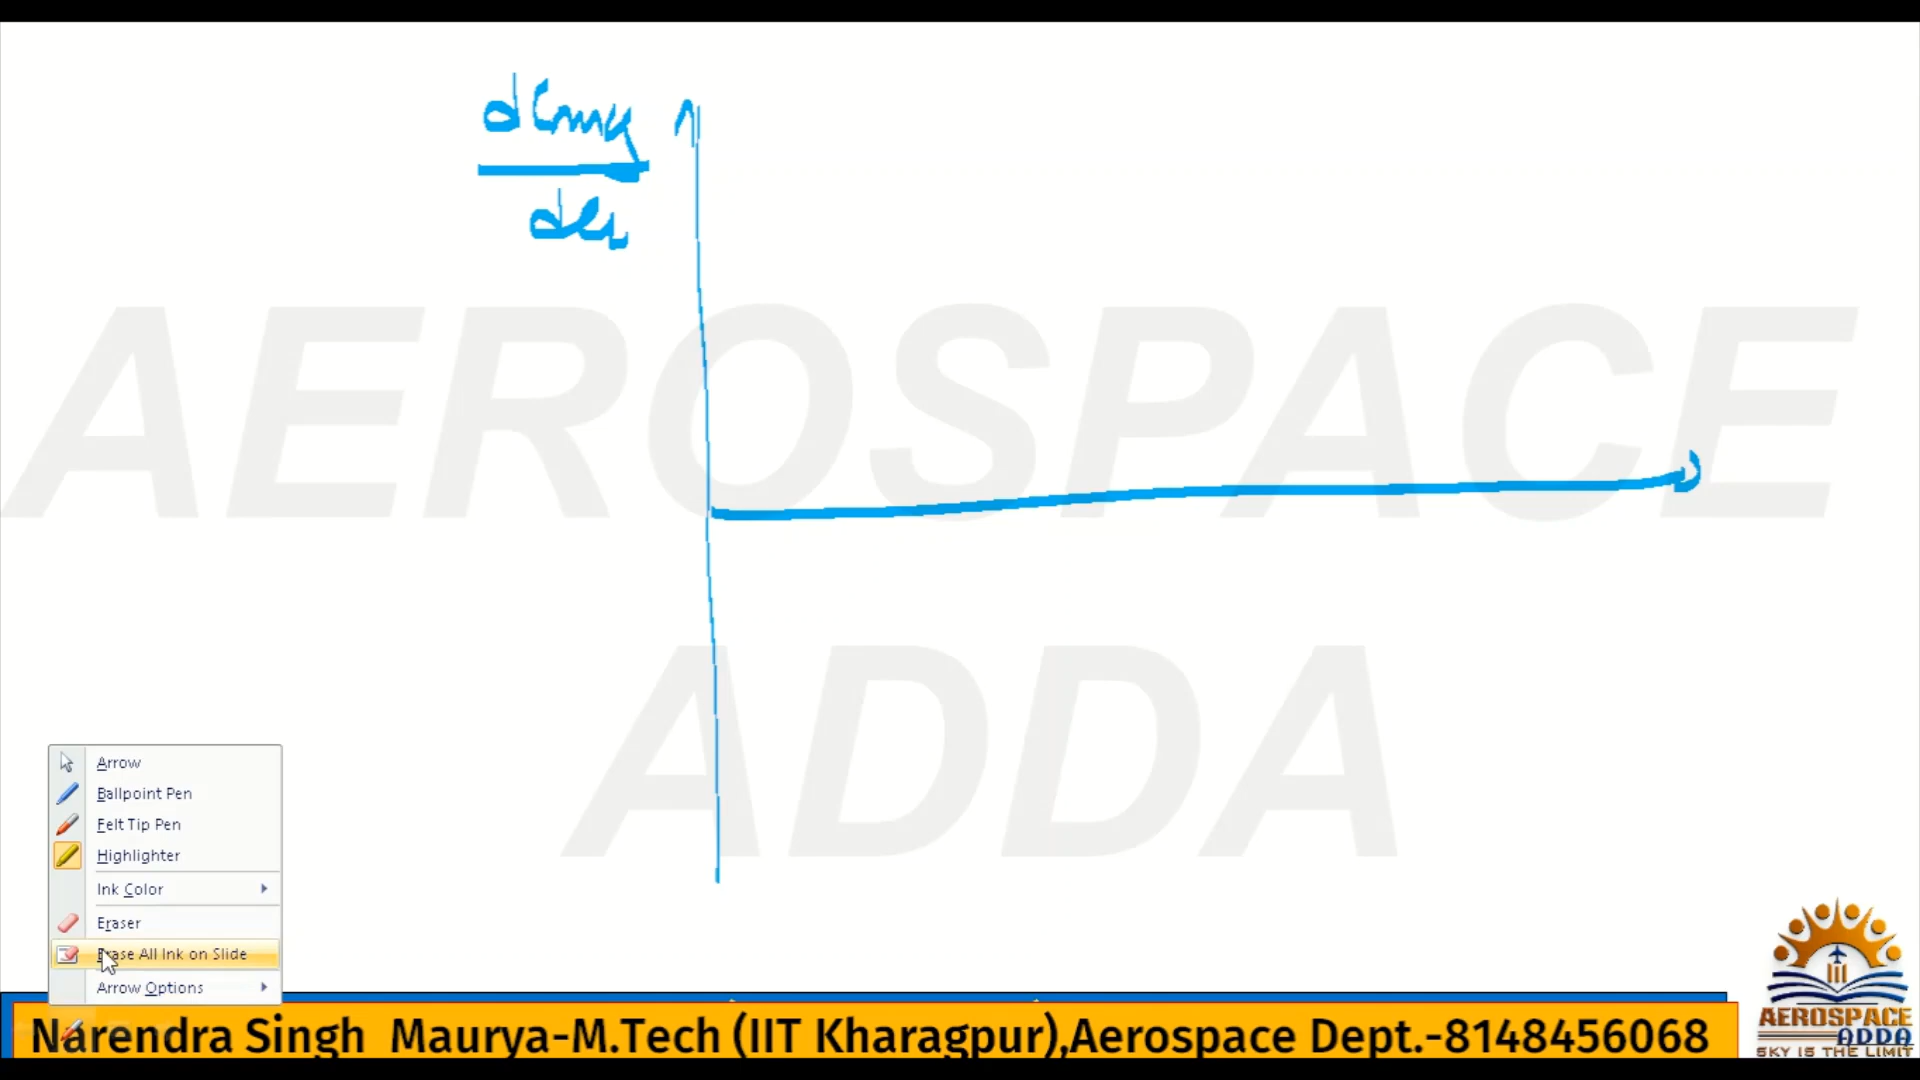 dCmy
AEROSPACE
ADDA
Arrow
Ballpoint Pen
Felt Tip Pen
Highlighter
Ink Color
Eraser
Erase All Ink on Slide
Arrow Options
Narendra Singh Maurya-M.Tech (IIT Kharagpur),Aerospace Dept.-8148456068
AEROSPACE
ADDA
SKY IS THE LIMIT